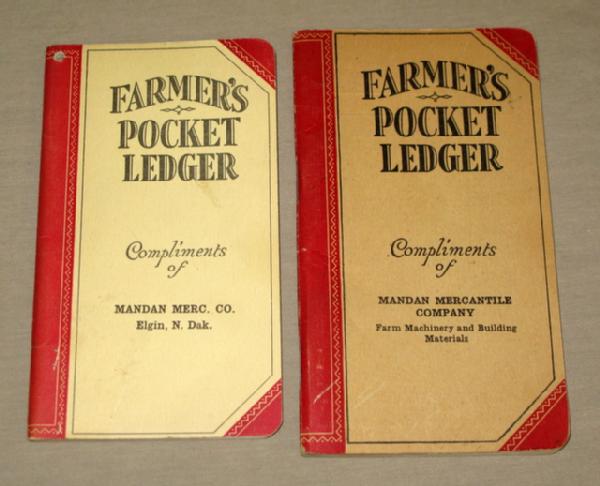 FARMER'S
POCKET
LEDGER
Compliments
of
MANDAN MERC. CO.
Elgin, N. Dak.
FARMER'S
POCKET
LEDGER
Compliments
of
MANDAN MERCANTILE
COMPANY
Farm Machinery and Building
Materials